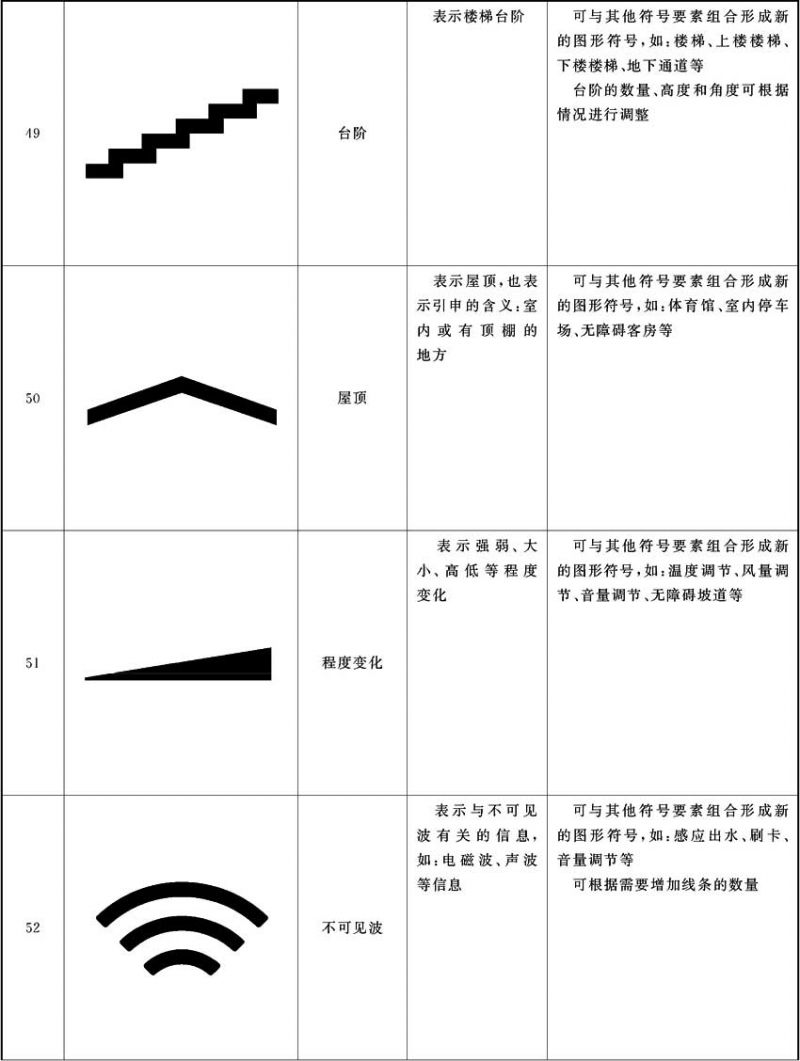 49
台阶
表示楼梯台阶
可与其他符号要素组合形成新
的图形符号，如：楼梯、上楼楼梯、
下楼楼梯、地下通道等
台阶的数量、高度和角度可根据
情况进行调整
50
屋顶
表示屋顶，也表
示引申的含义：室
内或有顶棚的
地方
可与其他符号要素组合形成新
的图形符号，如：体育馆、室内停车
场、无障碍客房等
51
程度变化
表示强弱、大
小、高低等程度
变化
可与其他符号要素组合形成新
的图形符号，如：温度调节、风量调
节、音量调节、无障碍坡道等
52
不可见波
表示与不可见
波有关的信息，
如：电磁波、声波
等信息
可与其他符号要素组合形成新
的图形符号，如：感应出水、刷卡、
音量调节等
可根据需要增加线条的数量